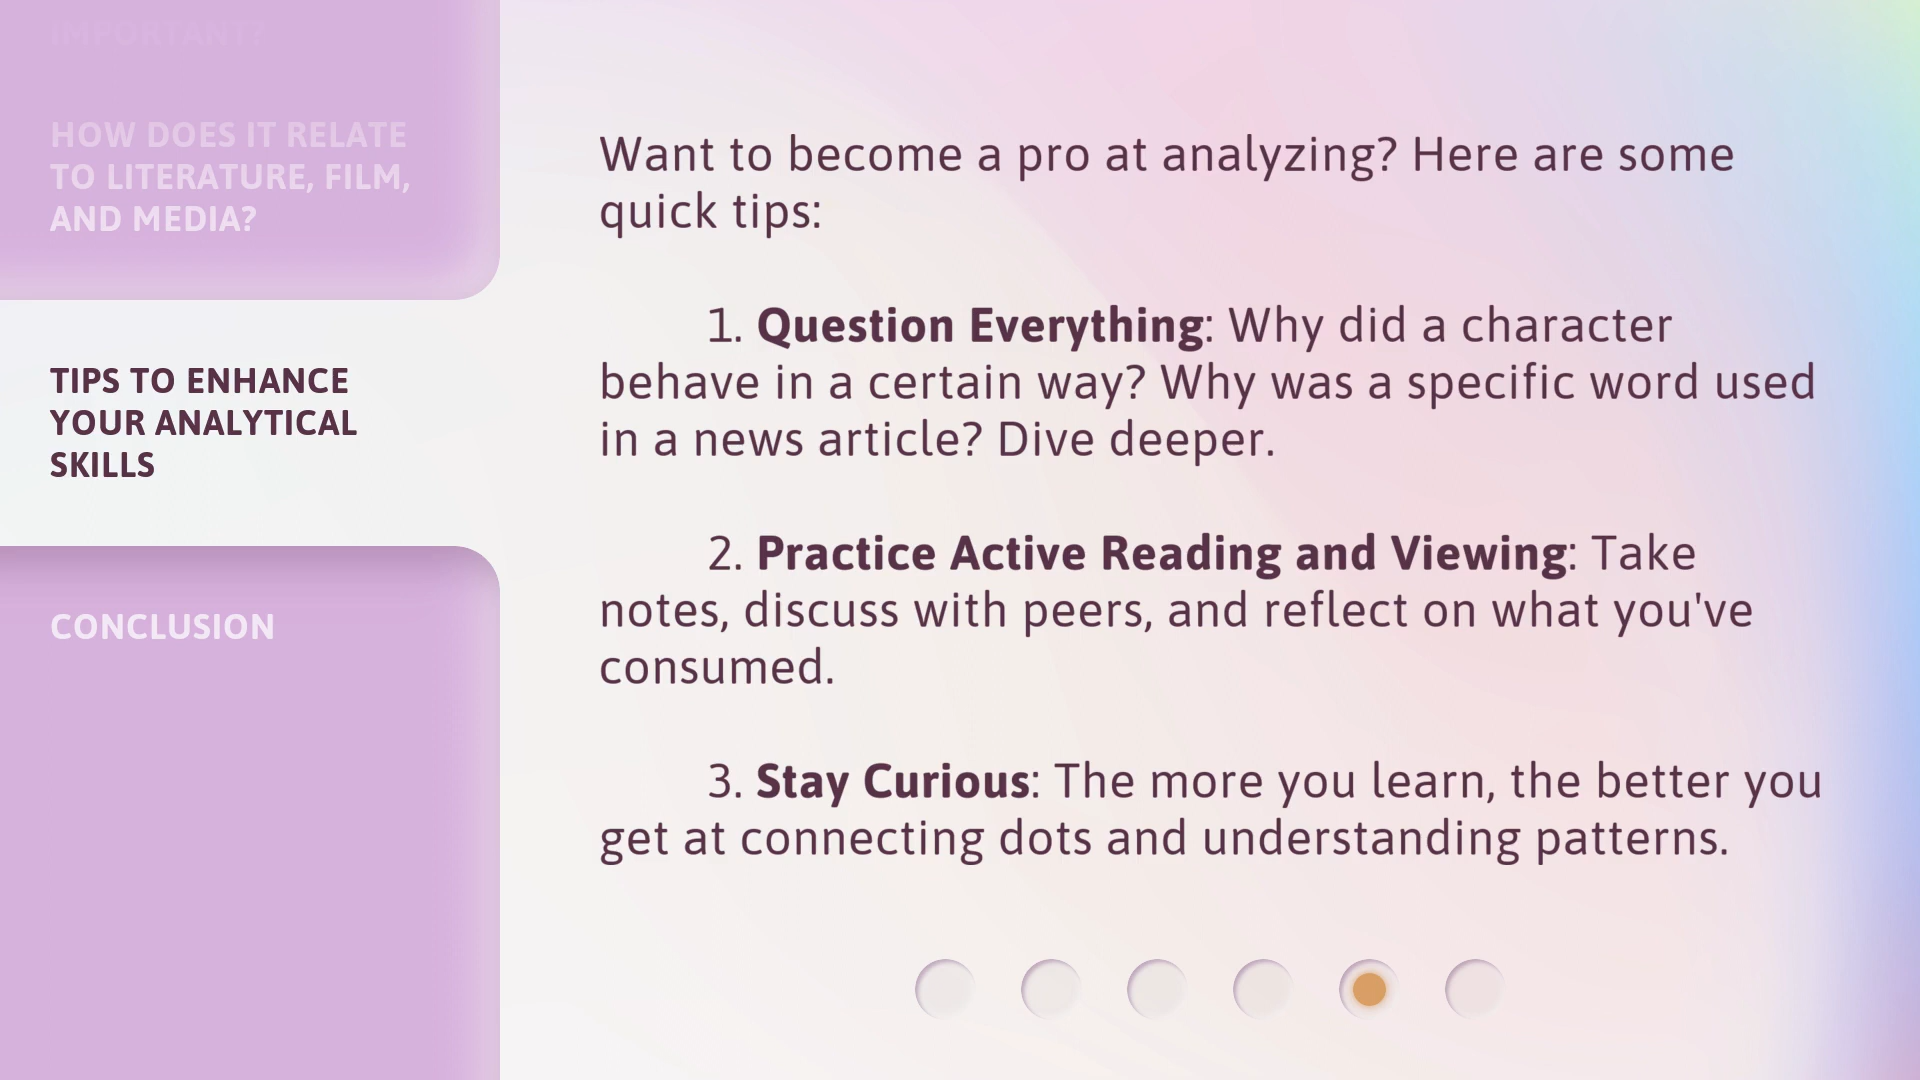 IMPORTANT?
HOW DOES IT RELATE
TO LITERATURE, FILM,
AND MEDIA?
TIPS TO ENHANCE
YOUR ANALYTICAL
SKILLS
CONCLUSION
Want to become a pro at analyzing? Here are some
quick tips:
1. Question Everything: Why did a character
behave in a certain way? Why was a specific word used
in a news article? Dive deeper.
2. Practice Active Reading and Viewing: Take
notes, discuss with peers, and reflect on what you've
consumed.
3. Stay Curious: The more you learn, the better you
get at connecting dots and understanding patterns.